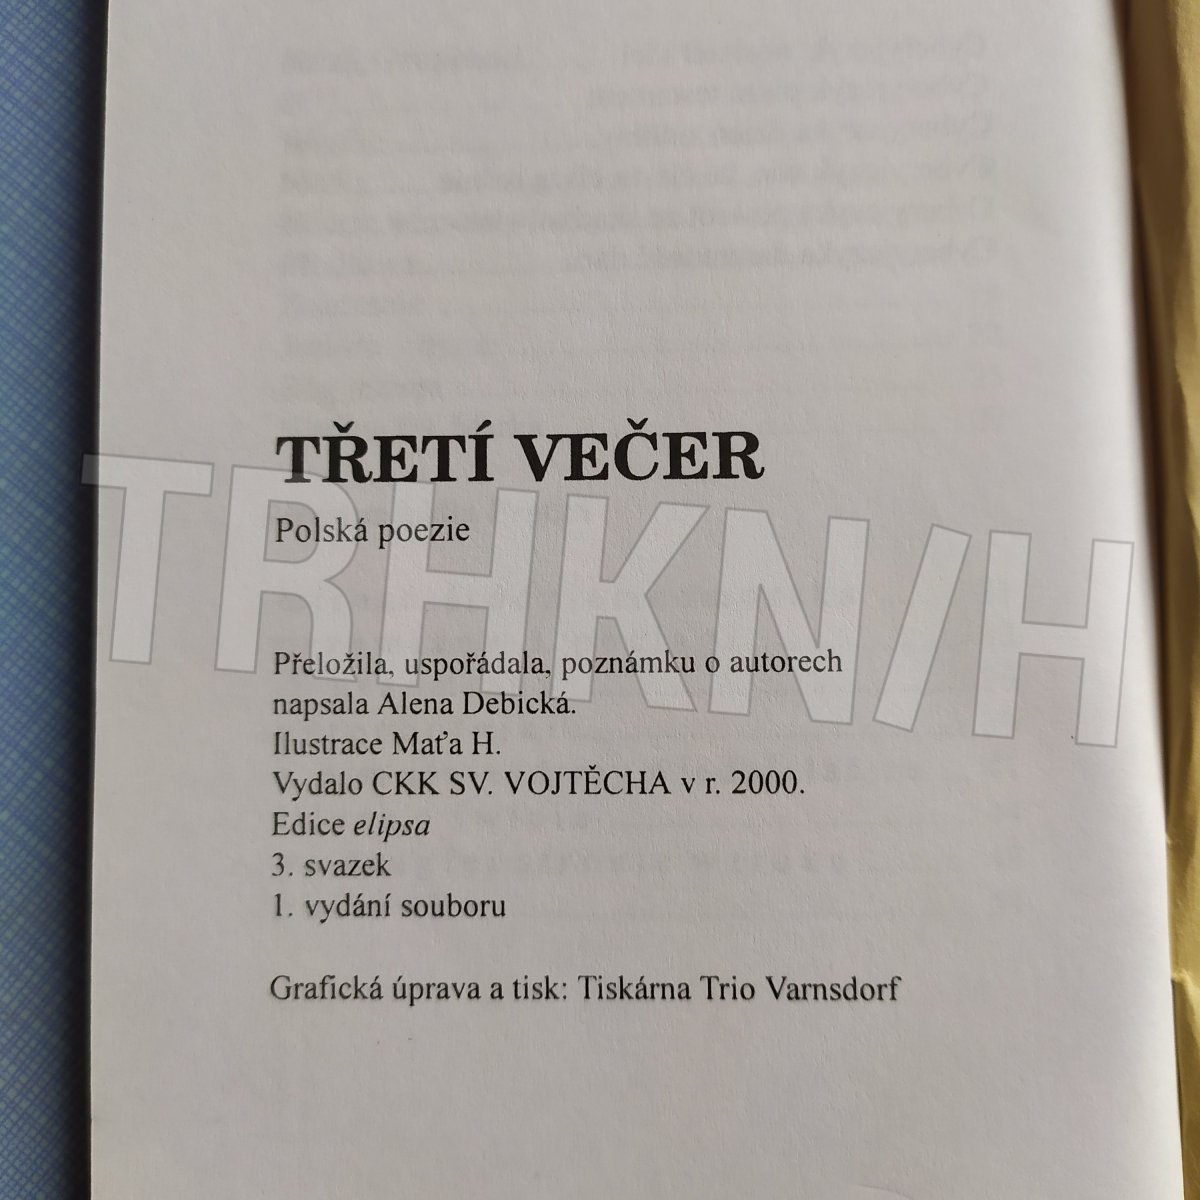 TŘETÍ VEČER
Polská poezie
TRHKN/H
Přeložila, uspořádala, poznámku o autorech
napsala Alena Debická.
Ilustrace Maťa H.
Vydalo CKK SV. VOJTĚCHA v r. 2000.
Edice elipsa
3. svazek
1. vydání souboru
Grafická úprava a tisk: Tiskárna Trio Varnsdorf